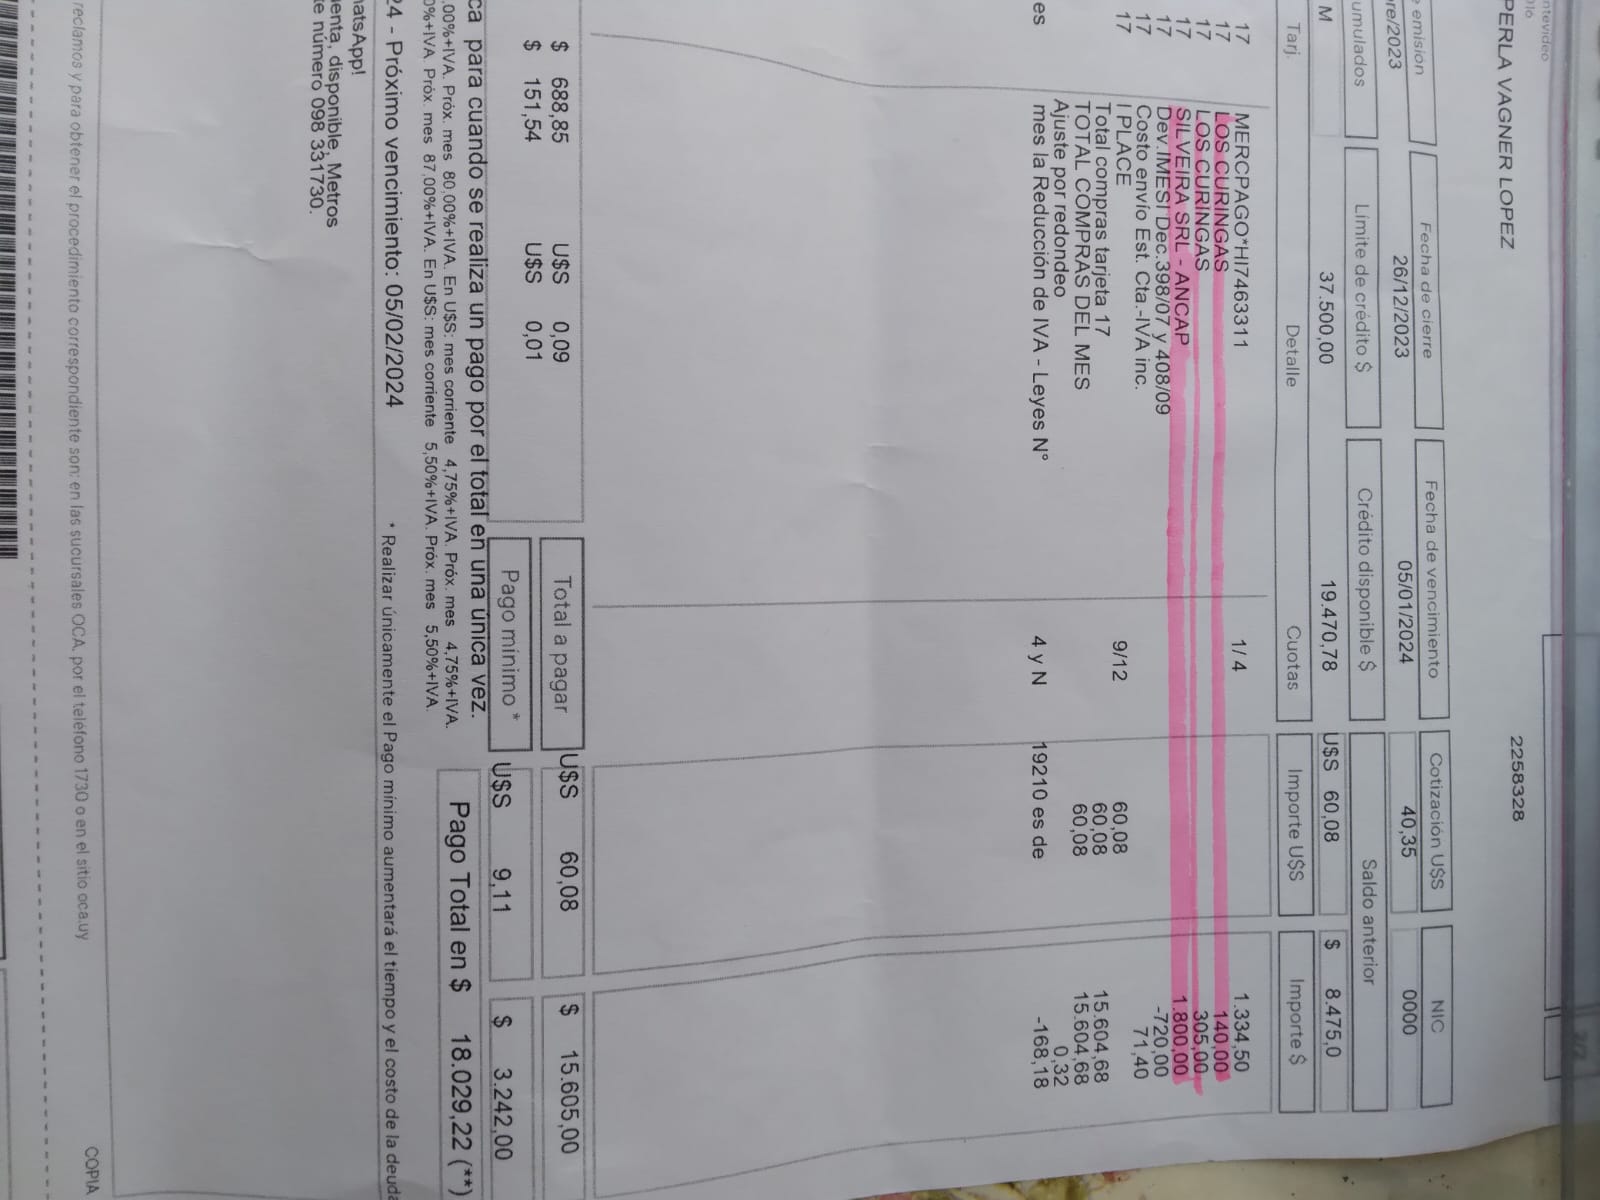 ntevideo
PERLA VAGNER LOPEZ 2258328
emisión Fecha de cierre Fecha de vencimiento Cotización U$S NIC
re/2023 26/12/2023 05/01/2024 40,35 0000
umulados Límite de crédito $ Crédito disponible $ Saldo anterior
M 37.500,00 19.470,78 U$S 60,08 $ 8.475,0
Tarj. Detalle Cuotas Importe U$S Importe $
17 MERCPAGO*HI7463311 1/ 4 1.334,50
17 LOS CURINGAS 140,00
17 LOS CURINGAS 305,00
17 SILVEIRA SRL - ANCAP 1.800,00
17 Dev.IMESI Dec.398/07 y 408/09 -720,00
17 Costo envío Est. Cta.-IVA inc. 71,40
17 I PLACE 9/12 60,08
Total compras tarjeta 17 60,08 15.604,68
TOTAL COMPRAS DEL MES 60,08 15.604,68
Ajuste por redondeo 0,32
es mes la Reducción de IVA - Leyes N° 4 y N 19210 es de -168,18
$ 688,85 U$S 0,09 Total a pagar U$S 60,08 $ 15.605,00
$ 151,54 U$S 0,01 Pago mínimo * U$S 9,11 $ 3.242,00
ca para cuando se realiza un pago por el total en una única vez. Pago Total en $ 18.029,22 (**)
,00%+IVA. Próx. mes 80,00%+IVA. En U$S: mes corriente 4,75%+IVA. Próx. mes 4,75%+IVA.
0%+IVA Próx. mes 87,00%+IVA. En U$S: mes corriente 5,50%+IVA. Próx. mes 5,50%+IVA.
24 - Próximo vencimiento: 05/02/2024 * Realizar únicamente el Pago mínimo aumentará el tiempo y el costo de la deuda
hatsApp!
enta, disponible, Metros
te número 098 331730.
reclamos y para obtener el procedimiento correspondiente son: en las sucursales OCA, por el teléfono 1730 o en el sitio oca.uy
COPIA